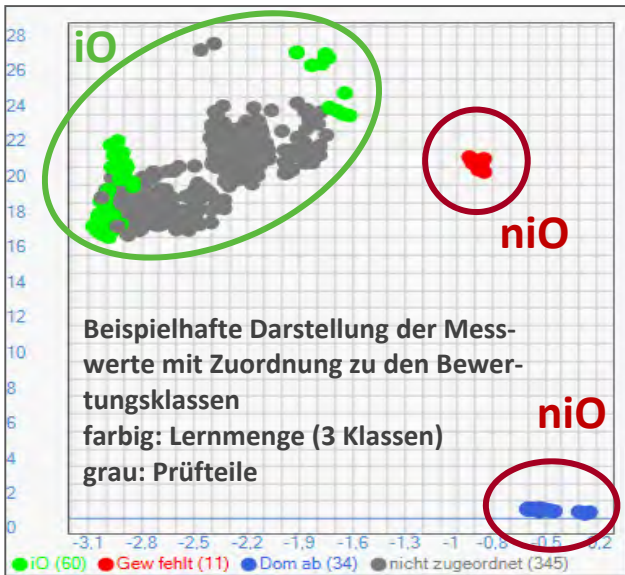 28
26
24
22
20
18
16
14
12
10
8
6
4
2
0
iO
niO
Beispielhafte Darstellung der Mess-
werte mit Zuordnung zu den Bewer-
tungsklassen
farbig: Lernmenge (3 Klassen)
grau: Prüfteile
niO
-3,1 -2,8 -2,5 -2,2 -1,9 -1,6 -1,3 -1 -0,8 -0,5 -0,2
iO (60) Gew fehlt (11) Dom ab (34) nicht zugeordnet (345)